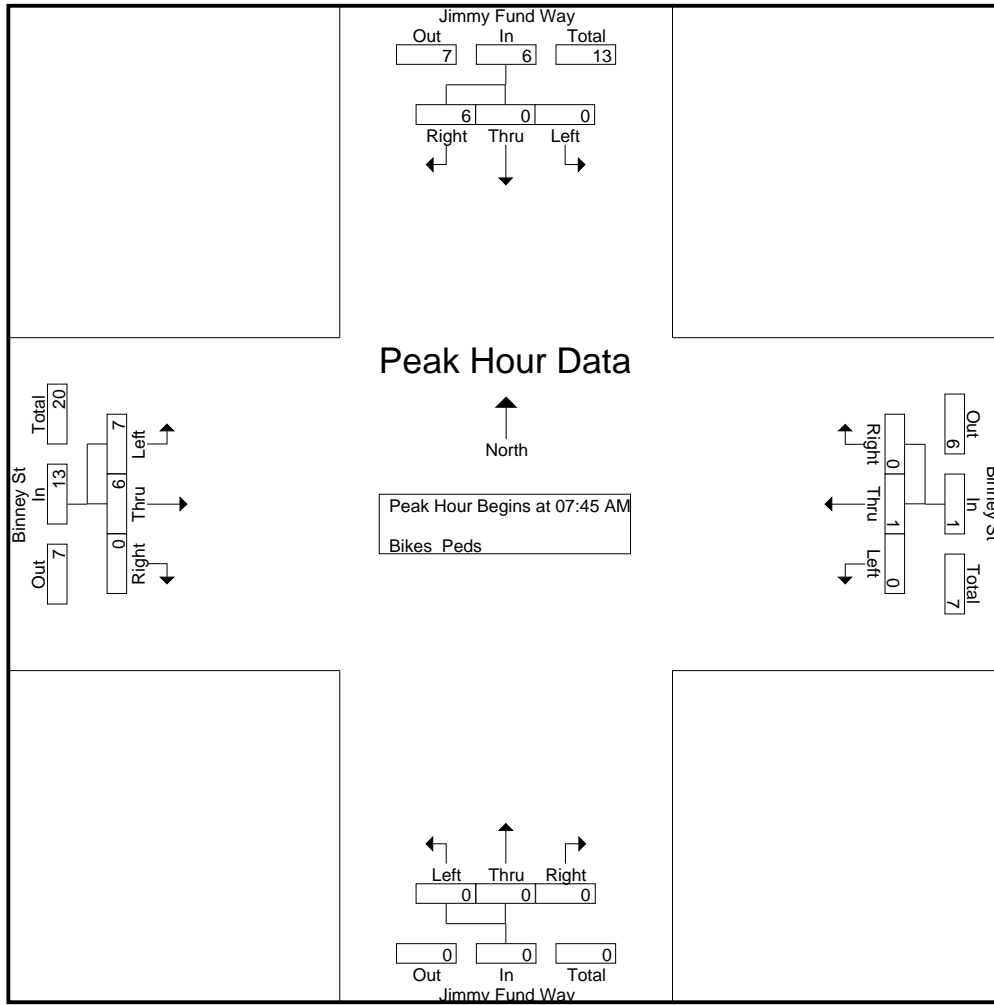 Jimmy Fund Way
Out In Total
7 6 13
6 0 0
Right Thru Left
Peak Hour Data
North
Peak Hour Begins at 07:45 AM
Bikes Peds
Binney St
Total In Out
20 13 7
7 6 0
Left Thru Right
Binney St
Out In Total
6 1 7
0 1 0
Right Thru Left
Left Thru Right
0 0 0
0 0 0
Out In Total
Jimmy Fund Way